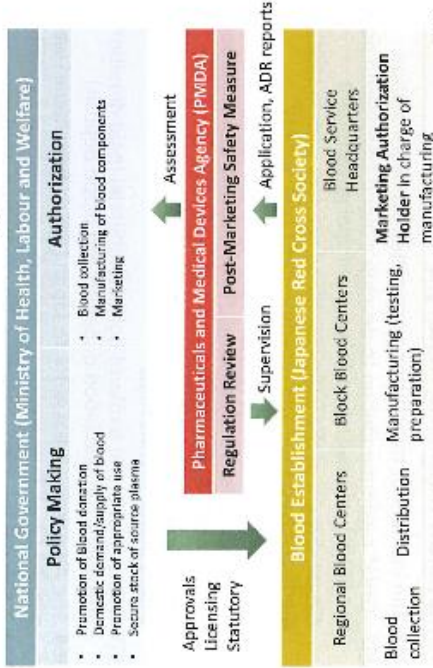 National Government (Ministry of Health, Labour and Welfare)
Policy Making
• Promotion of Blood donation
• Demestic demand/supply of blood
• Promotion of appropriate use
• Secure stock of source plasma
Authorization
• Blood collection
• Manufacturing of blood components
• Marketing
Approvals
Licensing
Statutory
Assessment
Pharmaceuticals and Medical Devices Agency (PMDA)
Regulation Review
Post-Marketing Safety Measure
Supervision
Application, ADR reports
Blood Establishment (Japanese Red Cross Society)
Regional Blood Centers
Block Blood Centers
Blood Service
Headquarters
Blood
collection
Distribution
Manufacturing (testing,
preparation)
Marketing Authorization
Holder in charge of
manufacturing